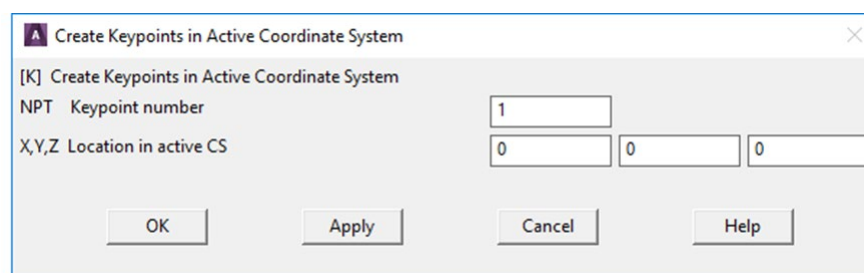 Create Keypoints in Active Coordinate System
[K] Create Keypoints in Active Coordinate System
NPT Keypoint number 1
X,Y,Z Location in active CS 0 0 0
OK Apply Cancel Help